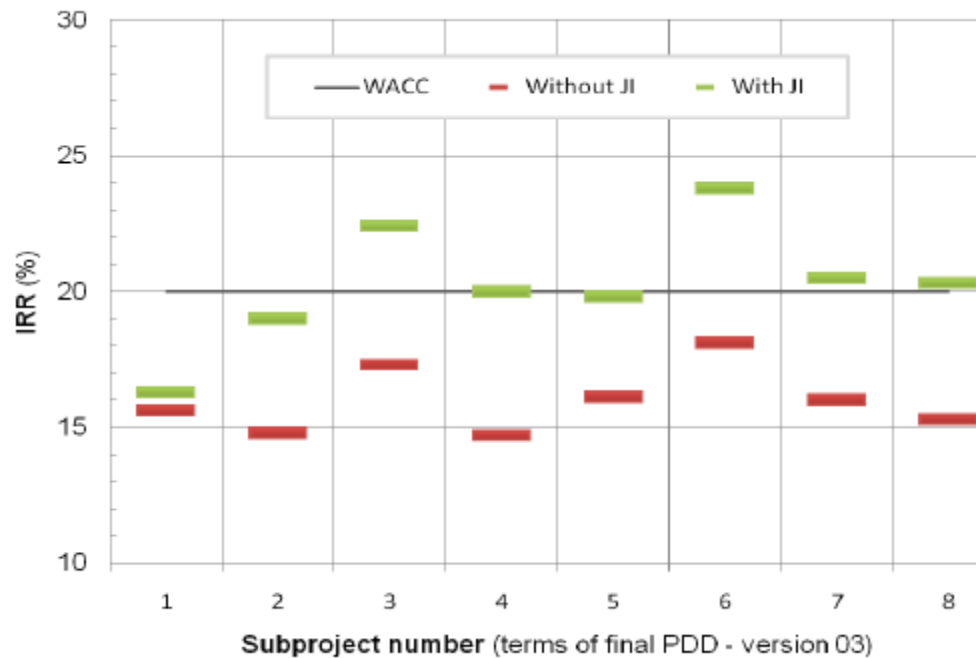 30
WACC Without JI With JI
25
20
15
10
IRR (%)
1 2 3 4 5 6 7 8
Subproject number (terms of final PDD - version 03)